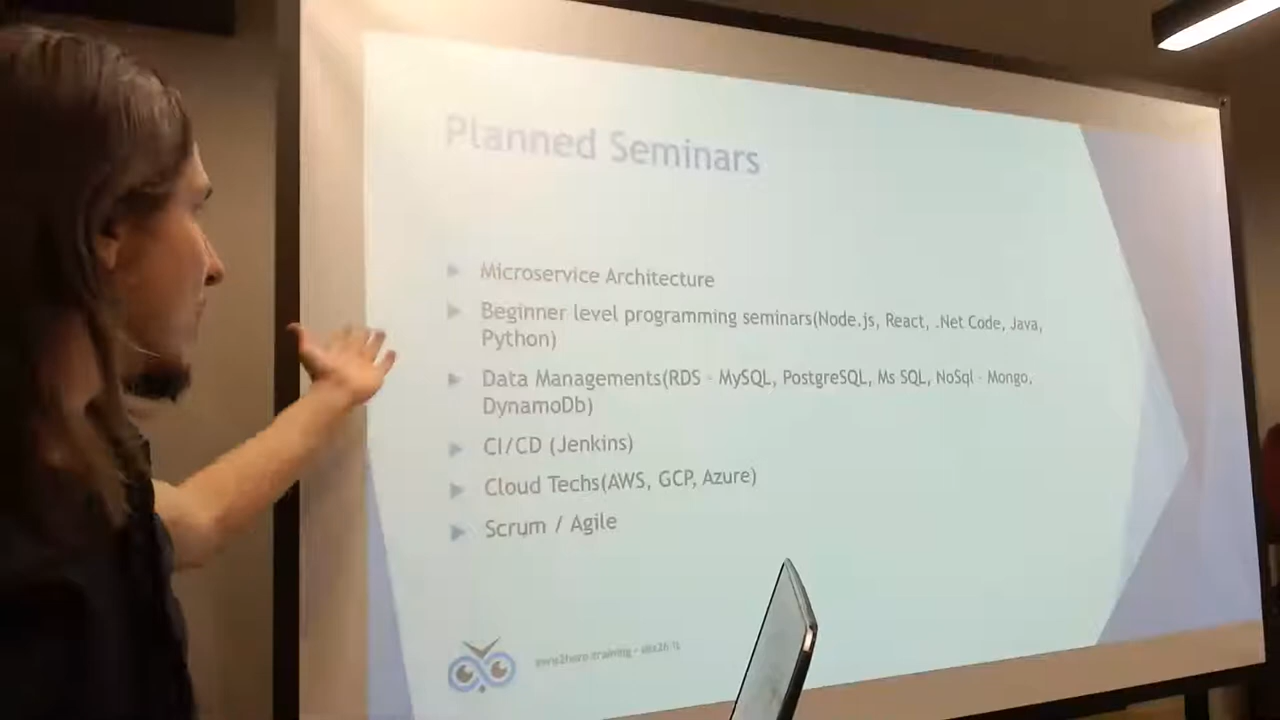 Planned Seminars
Microservice Architecture
Beginner level programming seminars(Node.js, React, .Net Code, Java,
Python)
Data Managements(RDS - MySQL, PostgreSQL, Ms SQL, NoSql - Mongo,
DynamoDb)
CI/CD (Jenkins)
Cloud Techs(AWS, GCP, Azure)
Scrum / Agile